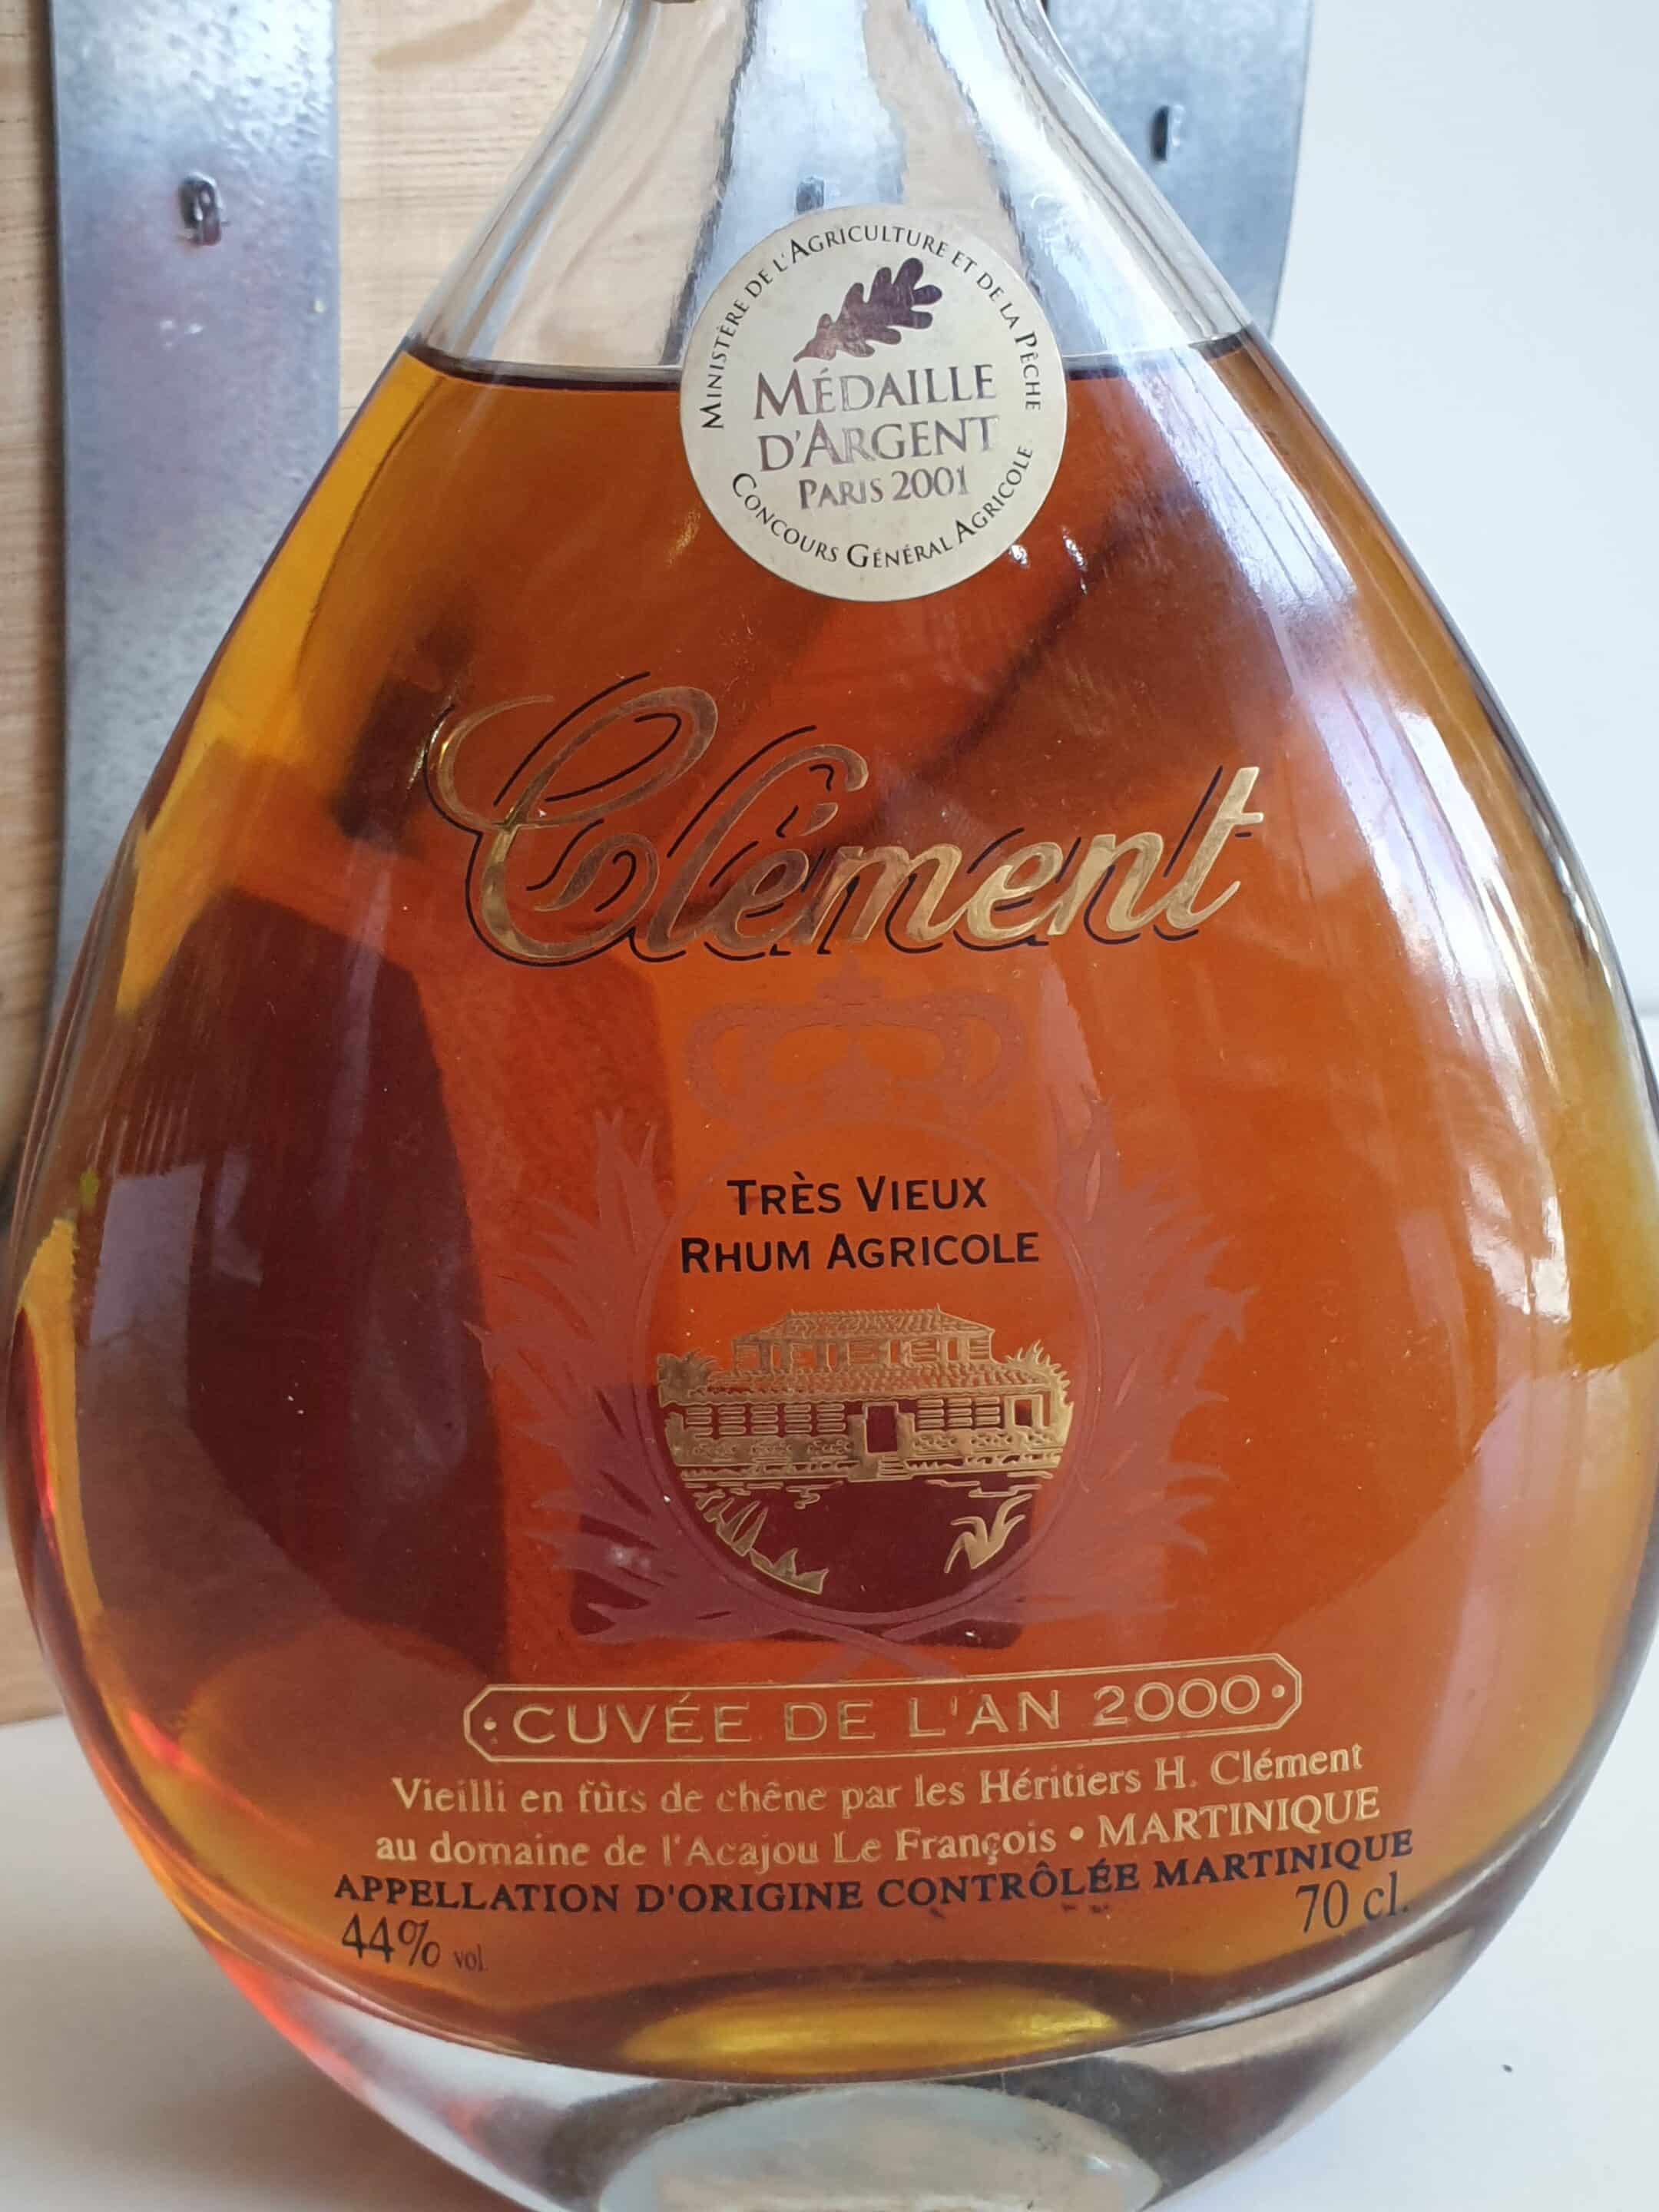 MINISTÈRE DE L'AGRICULTURE ET DE LA PÊCHE
MÉDAILLE
D'ARGENT
PARIS 2001
CONCOURS GÉNÉRAL AGRICOLE
Clément
TRÈS VIEUX
RHUM AGRICOLE
CUVÉE DE L'AN 2000
Vieilli en fûts de chêne par les Héritiers H. Clément
au domaine de l'Acajou Le François • MARTINIQUE
APPELLATION D'ORIGINE CONTRÔLÉE MARTINIQUE
44% vol 70 cl.